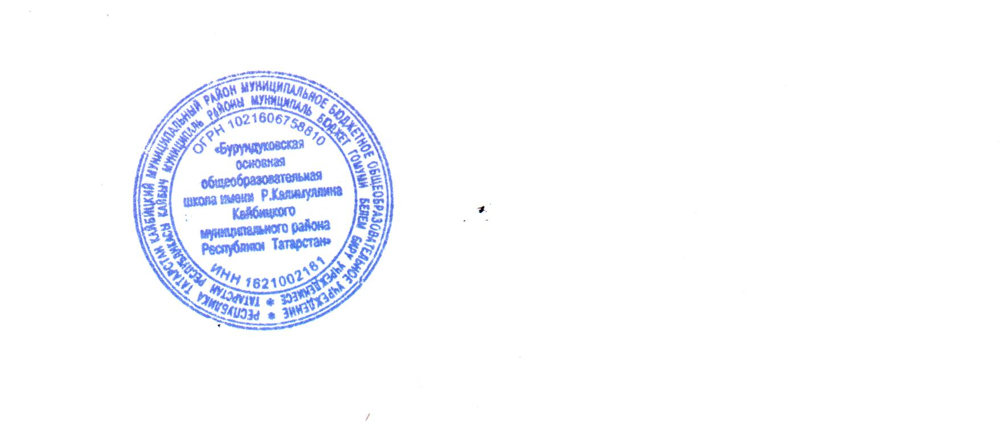 РЕСПУБЛИКА ТАТАРСТАН КАЙБИЦКИЙ МУНИЦИПАЛЬНЫЙ РАЙОН МУНИЦИПАЛЬНОЕ БЮДЖЕТНОЕ ОБЩЕОБРАЗОВАТЕЛЬНОЕ УЧРЕЖДЕНИЕ *
ТАТАРСТАН РЕСПУБЛИКАСЫ КАЙБЫЧ МУНИЦИПАЛЬ РАЙОНЫ МУНИЦИПАЛЬ БЮДЖЕТ ГОМУМИ БЕЛЕМ БИРУ УЧРЕЖДЕНИЕСЕ *
ОГРН 1021606758810
«Бурундуковская
основная
общеобразовательная
школа имени Р.Калимуллина
Кайбицкого
муниципального района
Республики Татарстан»
ИНН 1621002161